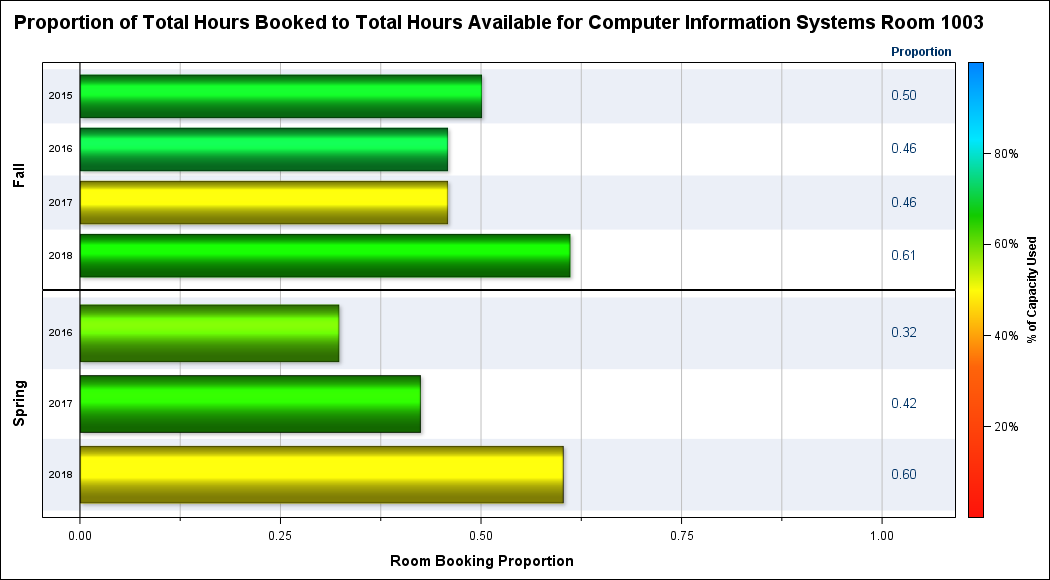 Proportion of Total Hours Booked to Total Hours Available for Computer Information Systems Room 1003
Proportion
Fall
2015 0.50
2016 0.46
2017 0.46
2018 0.61
Spring
2016 0.32
2017 0.42
2018 0.60
0.00 0.25 0.50 0.75 1.00
Room Booking Proportion
80%
60%
40%
20%
% of Capacity Used